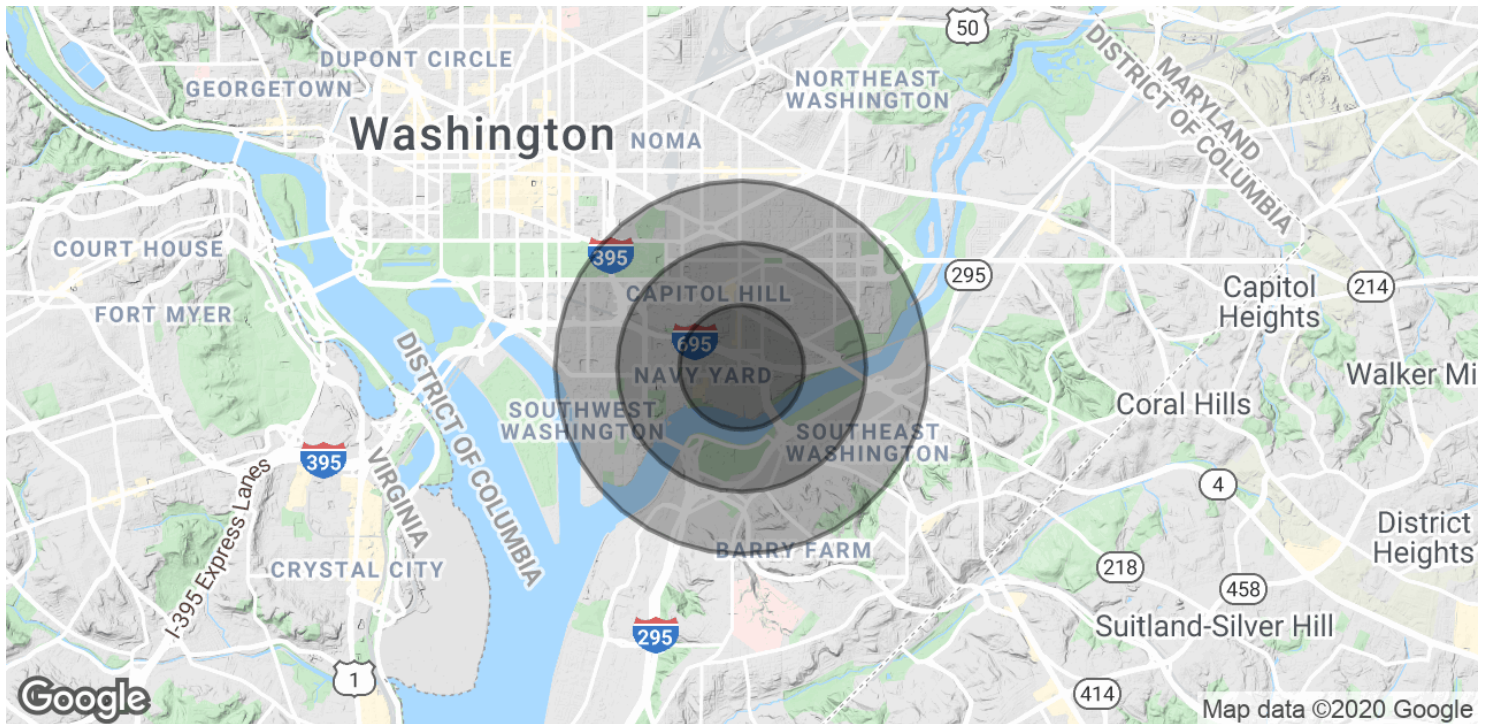 50
DUPONT CIRCLE
GEORGETOWN
NORTHEAST
WASHINGTON
DISTRICT OF COLUMBIA
MARYLAND
Washington
NOMA
COURT HOUSE
395
295
CAPITOL HILL
Capitol
Heights
214
FORT MYER
695
DISTRICT OF COLUMBIA
VIRGINIA
NAVY YARD
Walker Mi
SOUTHWEST
WASHINGTON
Coral Hills
SOUTHEAST
WASHINGTON
395
I-395 Express Lanes
4
District
Heights
BARRY FARM
CRYSTAL CITY
218
458
295
Suitland-Silver Hill
1
414
Google
Map data ©2020 Google